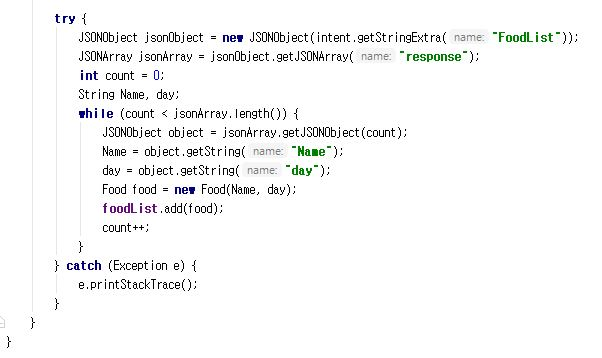 try {
JSONObject jsonObject = new JSONObject(intent.getStringExtra( name: "FoodList"));
JSONArray jsonArray = jsonObject.getJSONArray( name: "response");
int count = 0;
String Name, day;
while (count < jsonArray.length()) {
JSONObject object = jsonArray.getJSONObject(count);
Name = object.getString( name: "Name");
day = object.getString( name: "day");
Food food = new Food(Name, day);
foodList.add(food);
count++;
}
} catch (Exception e) {
e.printStackTrace();
}
}
}